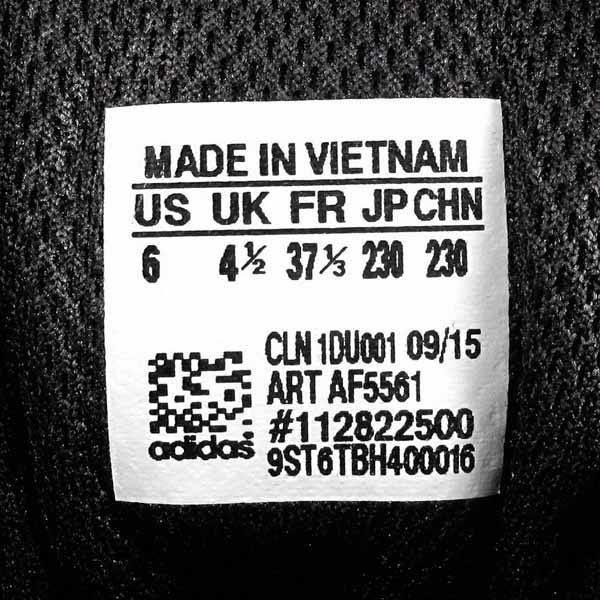 MADE IN VIETNAM
US UK FR JP CHN
6 4½ 37⅓ 230 230
CLN 1DU001 09/15
ART AF5561
#112822500
9ST6TBH400016
adidas